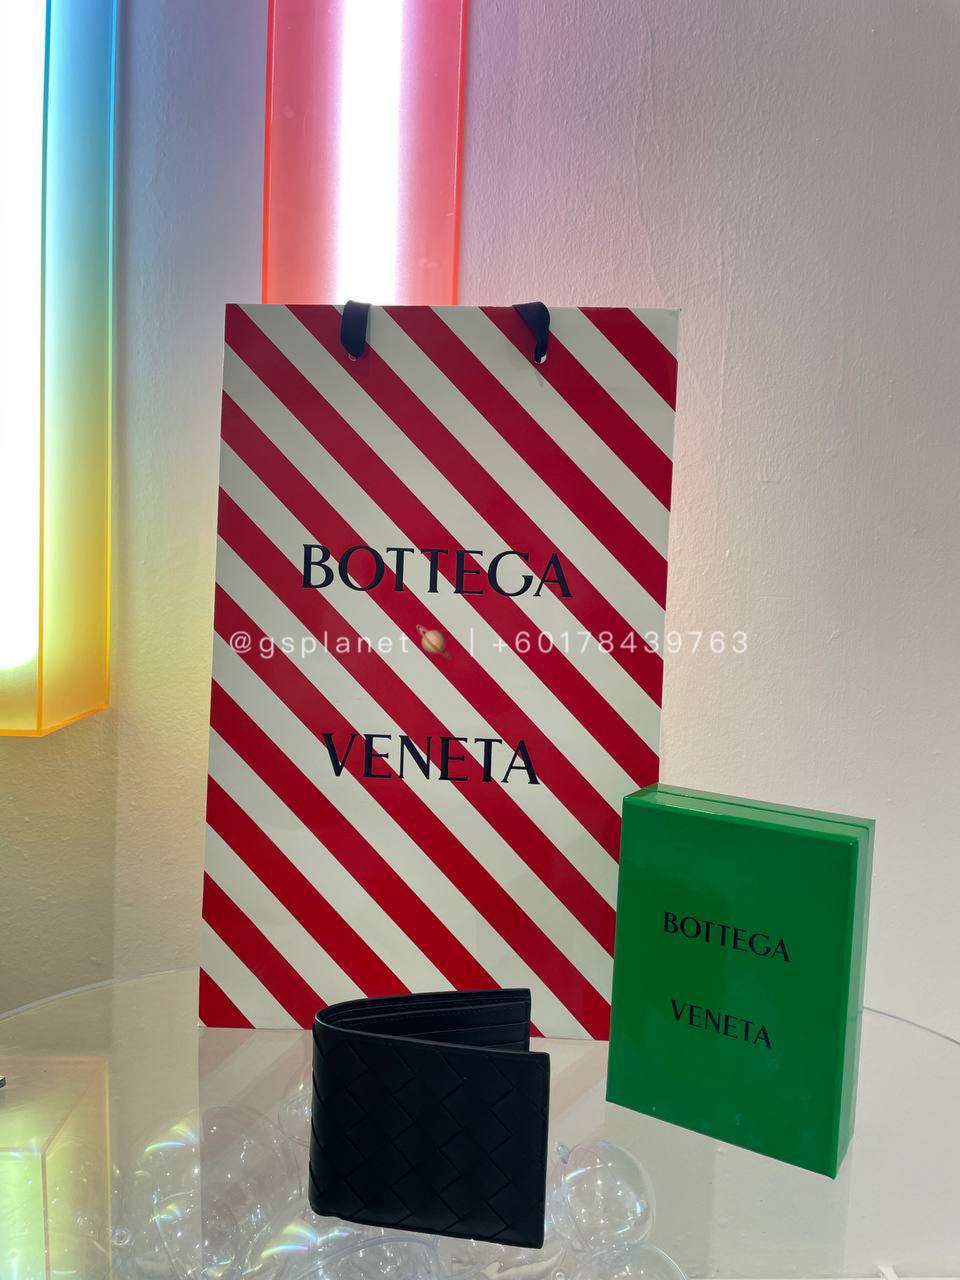 BOTTEGA
@gsplanet🪐 | +60178439763
VENETA
BOTTEGA
VENETA